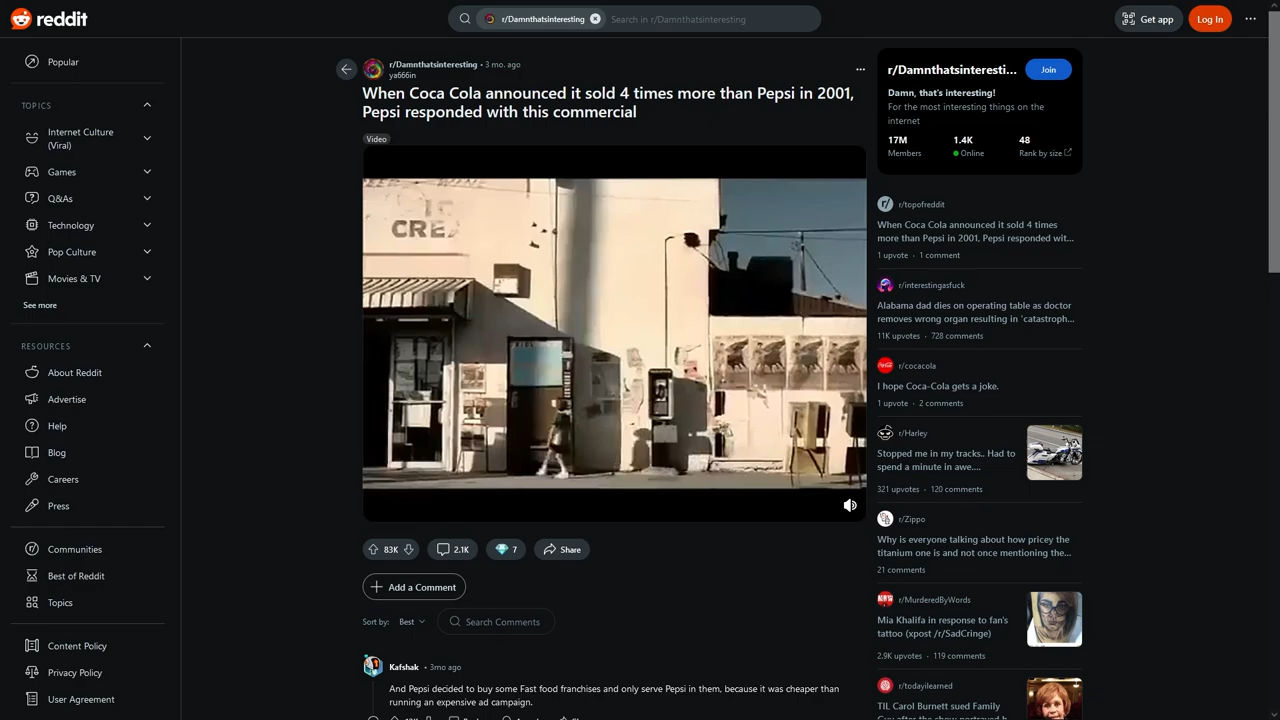 reddit
r/Damnthatsinteresting
Search in r/Damnthatsinteresting
Get app
Log In
Popular
TOPICS
Internet Culture
(Viral)
Games
Q&As
Technology
Pop Culture
Movies & TV
See more
RESOURCES
About Reddit
Advertise
Help
Blog
Careers
Press
Communities
Best of Reddit
Topics
Content Policy
Privacy Policy
User Agreement
r/Damnthatsinteresting • 3 mo. ago
ya666in
When Coca Cola announced it sold 4 times more than Pepsi in 2001,
Pepsi responded with this commercial
Video
CREA
83K
2.1K
7
Share
Add a Comment
Sort by: Best
Search Comments
Kafshak • 3mo ago
And Pepsi decided to buy some Fast food franchises and only serve Pepsi in them, because it was cheaper than
running an expensive ad campaign.
r/Damnthatsinteresti...
Join
Damn, that's interesting!
For the most interesting things on the
internet
17M 1.4K 48
Members Online Rank by size
r/topofreddit
When Coca Cola announced it sold 4 times
more than Pepsi in 2001, Pepsi responded wit...
1 upvote • 1 comment
r/interestingasfuck
Alabama dad dies on operating table as doctor
removes wrong organ resulting in 'catastroph...
11K upvotes • 728 comments
r/cocacola
I hope Coca-Cola gets a joke.
1 upvote • 2 comments
r/Harley
Stopped me in my tracks.. Had to
spend a minute in awe....
321 upvotes • 120 comments
r/Zippo
Why is everyone talking about how pricey the
titanium one is and not once mentioning the...
21 comments
r/MurderedByWords
Mia Khalifa in response to fan's
tattoo (xpost /r/SadCringe)
2.9K upvotes • 119 comments
r/todayilearned
TIL Carol Burnett sued Family